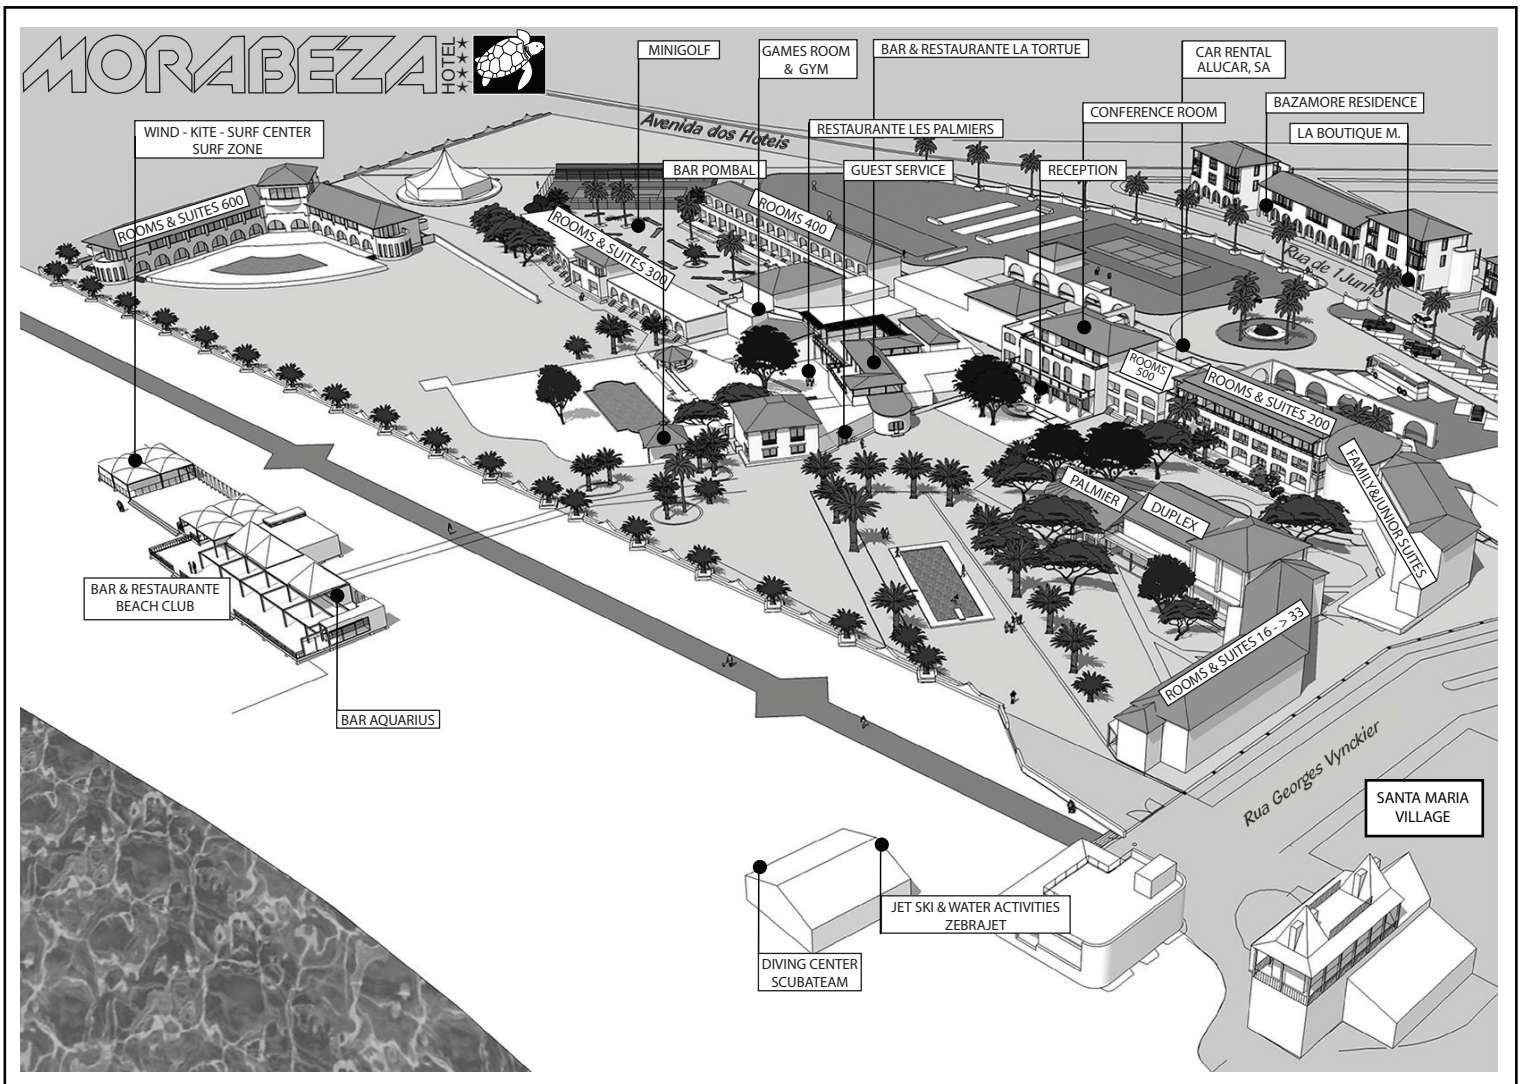 MORABEZA
HOTEL
MINIGOLF
GAMES ROOM
& GYM
BAR & RESTAURANTE LA TORTUE
CAR RENTAL
ALUCAR, SA
BAZAMORE RESIDENCE
CONFERENCE ROOM
LA BOUTIQUE M.
WIND - KITE - SURF CENTER
SURF ZONE
Avenida dos Hoteis
RESTAURANTE LES PALMIERS
BAR POMBAL
GUEST SERVICE
RECEPTION
ROOMS & SUITES 600
ROOMS & SUITES 300
ROOMS 400
Rua de 1 Junho
ROOMS
500
ROOMS & SUITES 200
FAMILY&JUNIOR SUITES
PALMIER
DUPLEX
BAR & RESTAURANTE
BEACH CLUB
BAR AQUARIUS
ROOMS & SUITES 16 - > 33
Rua Georges Vynckier
SANTA MARIA
VILLAGE
JET SKI & WATER ACTIVITIES
ZEBRAJET
DIVING CENTER
SCUBATEAM